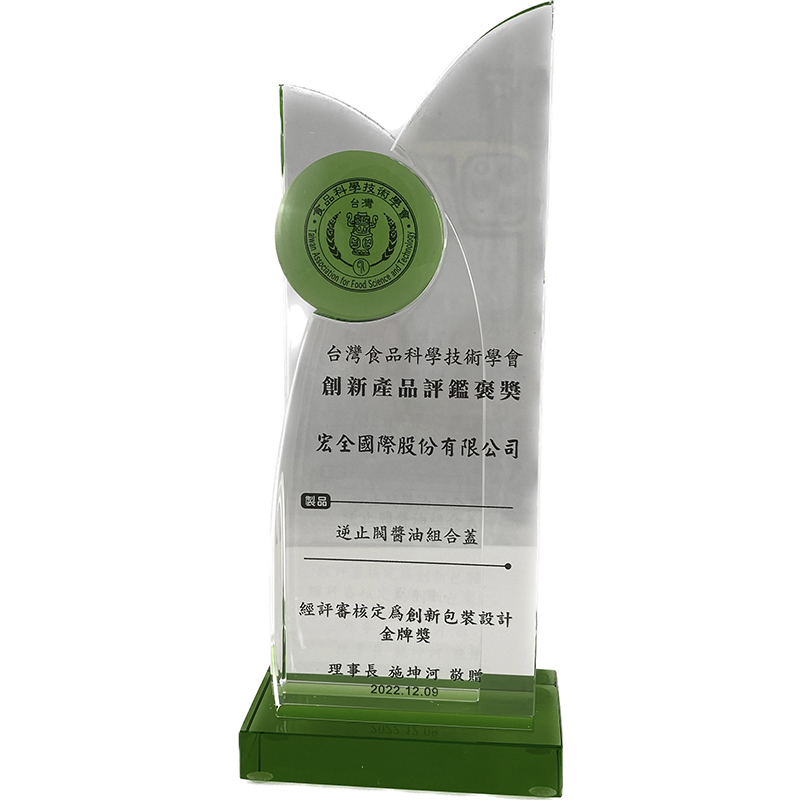 食品科學技術學會
台灣
Taiwan Association for Food Science and Technology
台灣食品科學技術學會
創新產品評鑑褒獎
宏全國際股份有限公司
製品
逆止閥醬油組合蓋
經評審核定爲創新包裝設計
金牌獎
理事長 施坤河 敬贈
2022.12.09